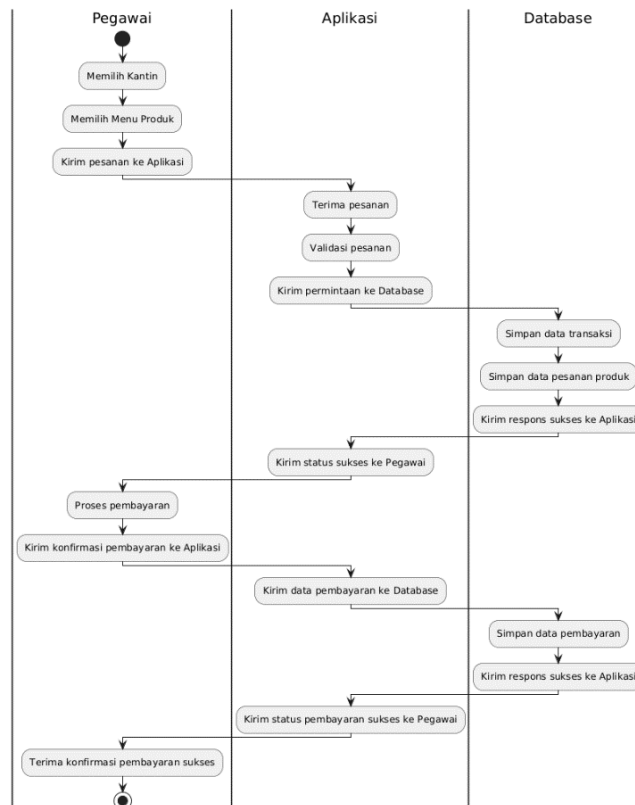 Pegawai
Aplikasi
Database
Memilih Kantin
Memilih Menu Produk
Kirim pesanan ke Aplikasi
Terima pesanan
Validasi pesanan
Kirim permintaan ke Database
Simpan data transaksi
Simpan data pesanan produk
Kirim respons sukses ke Aplikasi
Kirim status sukses ke Pegawai
Proses pembayaran
Kirim konfirmasi pembayaran ke Aplikasi
Kirim data pembayaran ke Database
Simpan data pembayaran
Kirim respons sukses ke Aplikasi
Kirim status pembayaran sukses ke Pegawai
Terima konfirmasi pembayaran sukses